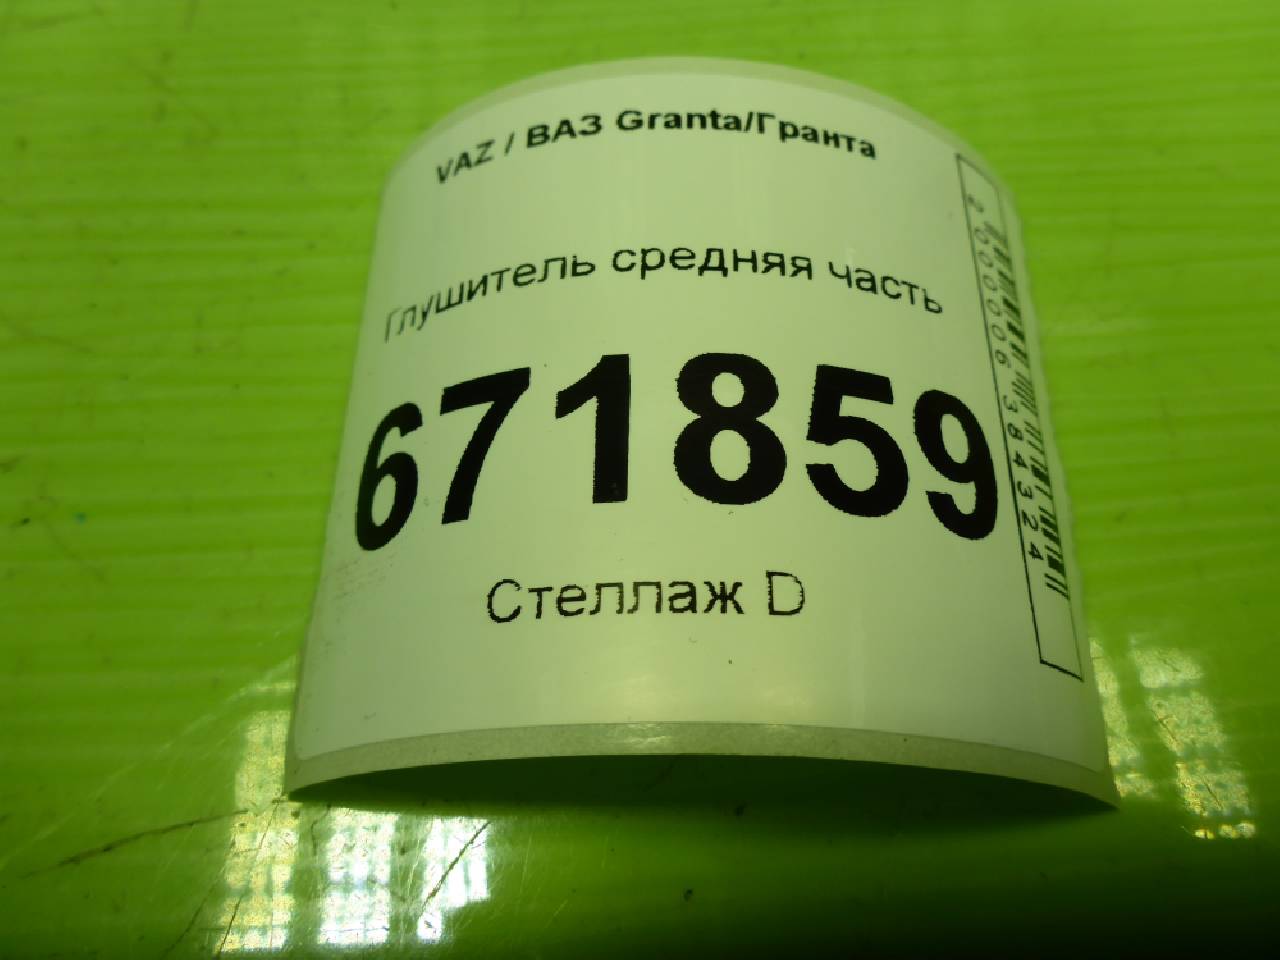 VAZ / ВАЗ Granta/Гранта
Глушитель средняя часть
671859
Стеллаж D
2000006384324